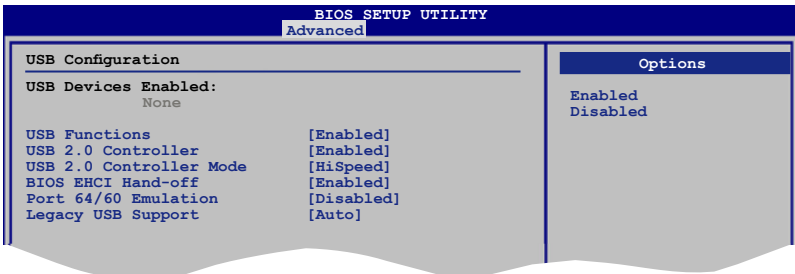 BIOS SETUP UTILITY
Advanced
USB Configuration
USB Devices Enabled:
None
USB Functions [Enabled]
USB 2.0 Controller [Enabled]
USB 2.0 Controller Mode [HiSpeed]
BIOS EHCI Hand-off [Enabled]
Port 64/60 Emulation [Disabled]
Legacy USB Support [Auto]
Options
Enabled
Disabled